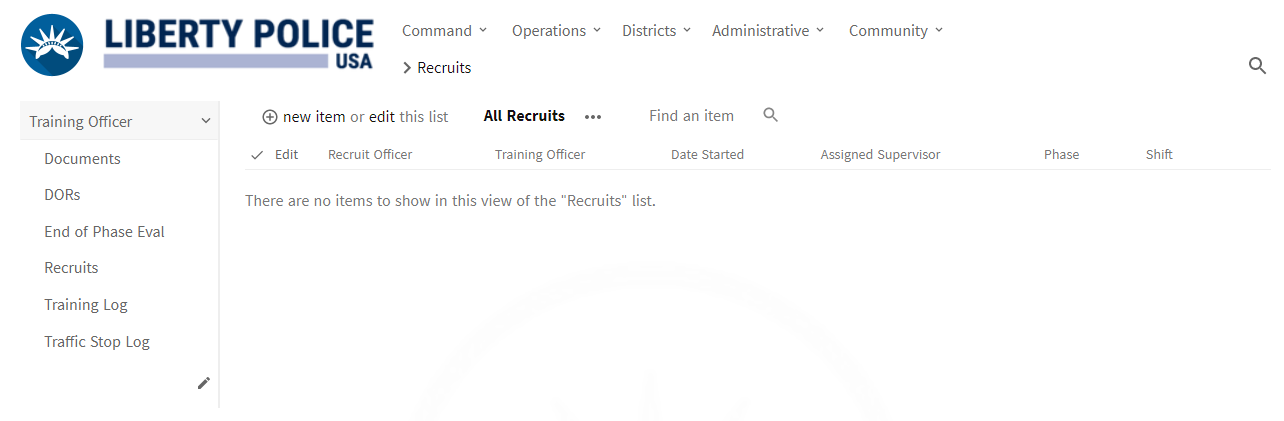 LIBERTY POLICE
USA
Command Operations Districts Administrative Community
Recruits
Training Officer
Documents
DORs
End of Phase Eval
Recruits
Training Log
Traffic Stop Log
new item or edit this list All Recruits ••• Find an item
Edit Recruit Officer Training Officer Date Started Assigned Supervisor Phase Shift
There are no items to show in this view of the "Recruits" list.